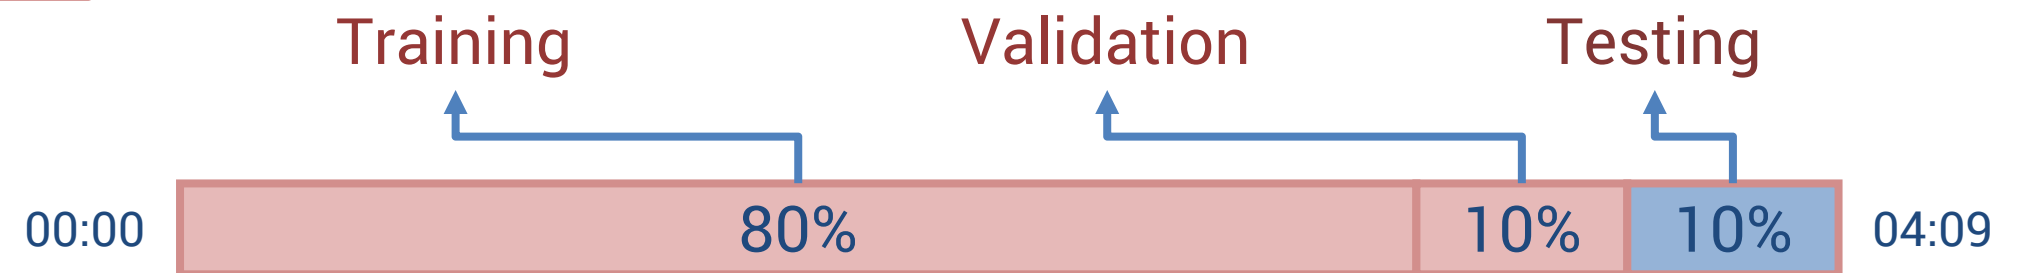 Training Validation Testing
00:00 80% 10% 10% 04:09